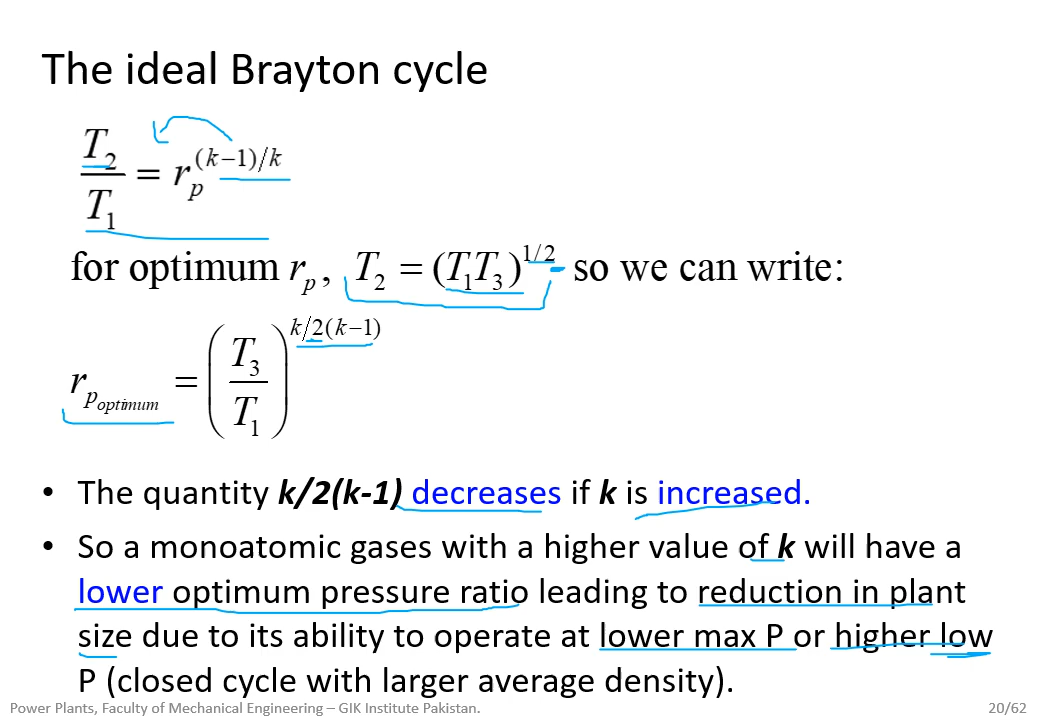 The ideal Brayton cycle
T₂/T₁ = r_p^((k−1)/k)
for optimum r_p, T₂ = (T₁T₃)^(1/2) so we can write:
r_p_optimum = (T₃/T₁)^(k/2(k−1))
• The quantity k/2(k-1) decreases if k is increased.
• So a monoatomic gases with a higher value of k will have a
lower optimum pressure ratio leading to reduction in plant
size due to its ability to operate at lower max P or higher low
P (closed cycle with larger average density).
Power Plants, Faculty of Mechanical Engineering – GIK Institute Pakistan. 20/62